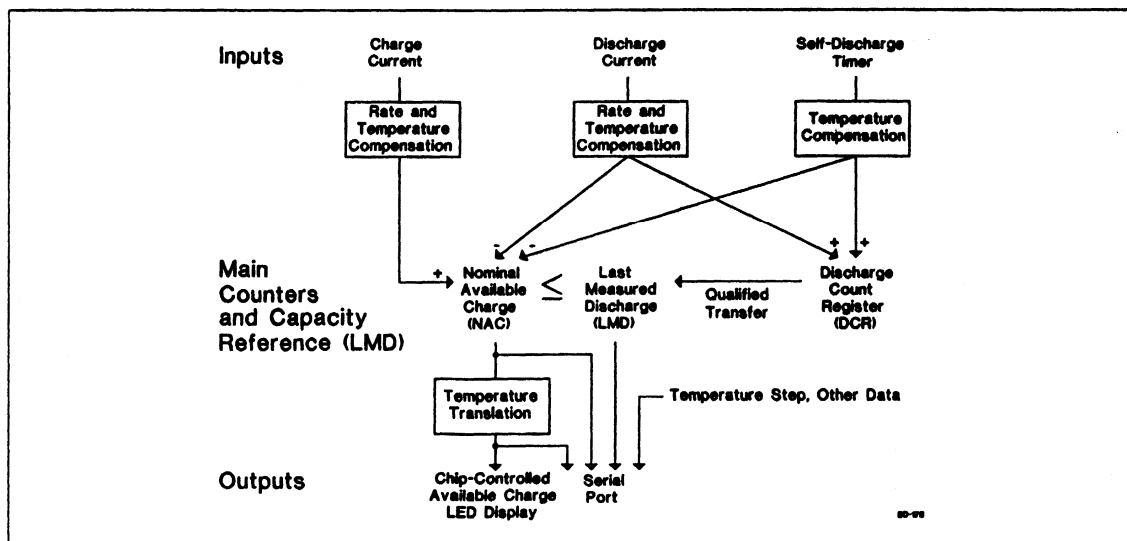 Inputs
Charge
Current
Discharge
Current
Self-Discharge
Timer
Rate and
Temperature
Compensation
Rate and
Temperature
Compensation
Temperature
Compensation
- - + +
Main
Counters
and Capacity
Reference (LMD)
+
Nominal
Available
Charge
(NAC)
≤
Last
Measured
Discharge
(LMD)
Qualified
Transfer
Discharge
Count
Register
(DCR)
Temperature
Translation
Temperature Step, Other Data
Outputs
Chip-Controlled
Available Charge
LED Display
Serial
Port